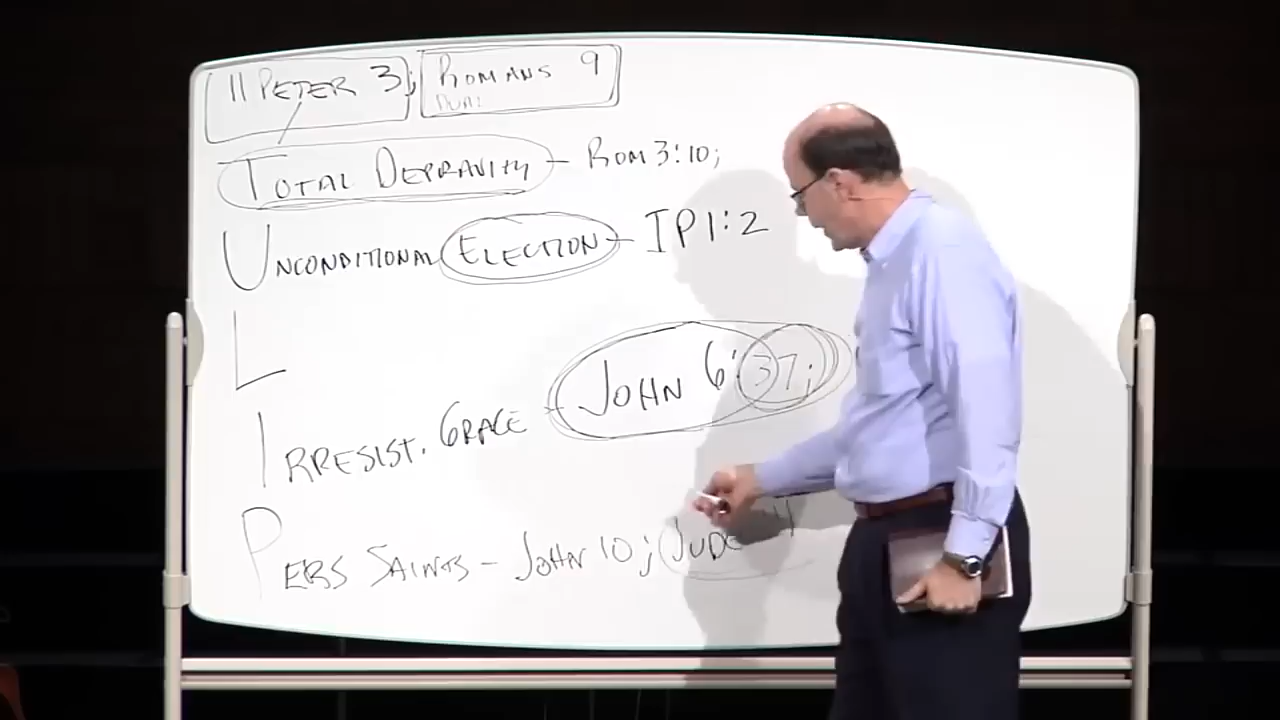 II PETER 3; ROMANS 9
TOTAL DEPRAVITY - ROM 3:10;
UNCONDITIONAL ELECTION - I P 1:2
L
IRRESIST. GRACE - JOHN 6:37;
PERS SAINTS - JOHN 10; JUDE